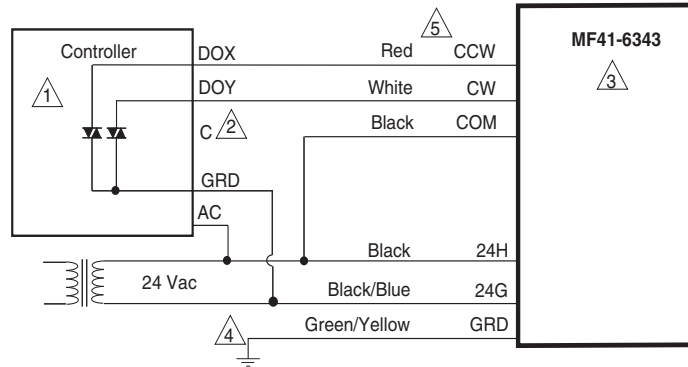 5
Controller DOX Red CCW MF41-6343
1 3
DOY White CW
C 2 Black COM
GRD
AC
Black 24H
24 Vac
Black/Blue 24G
4 Green/Yellow GRD